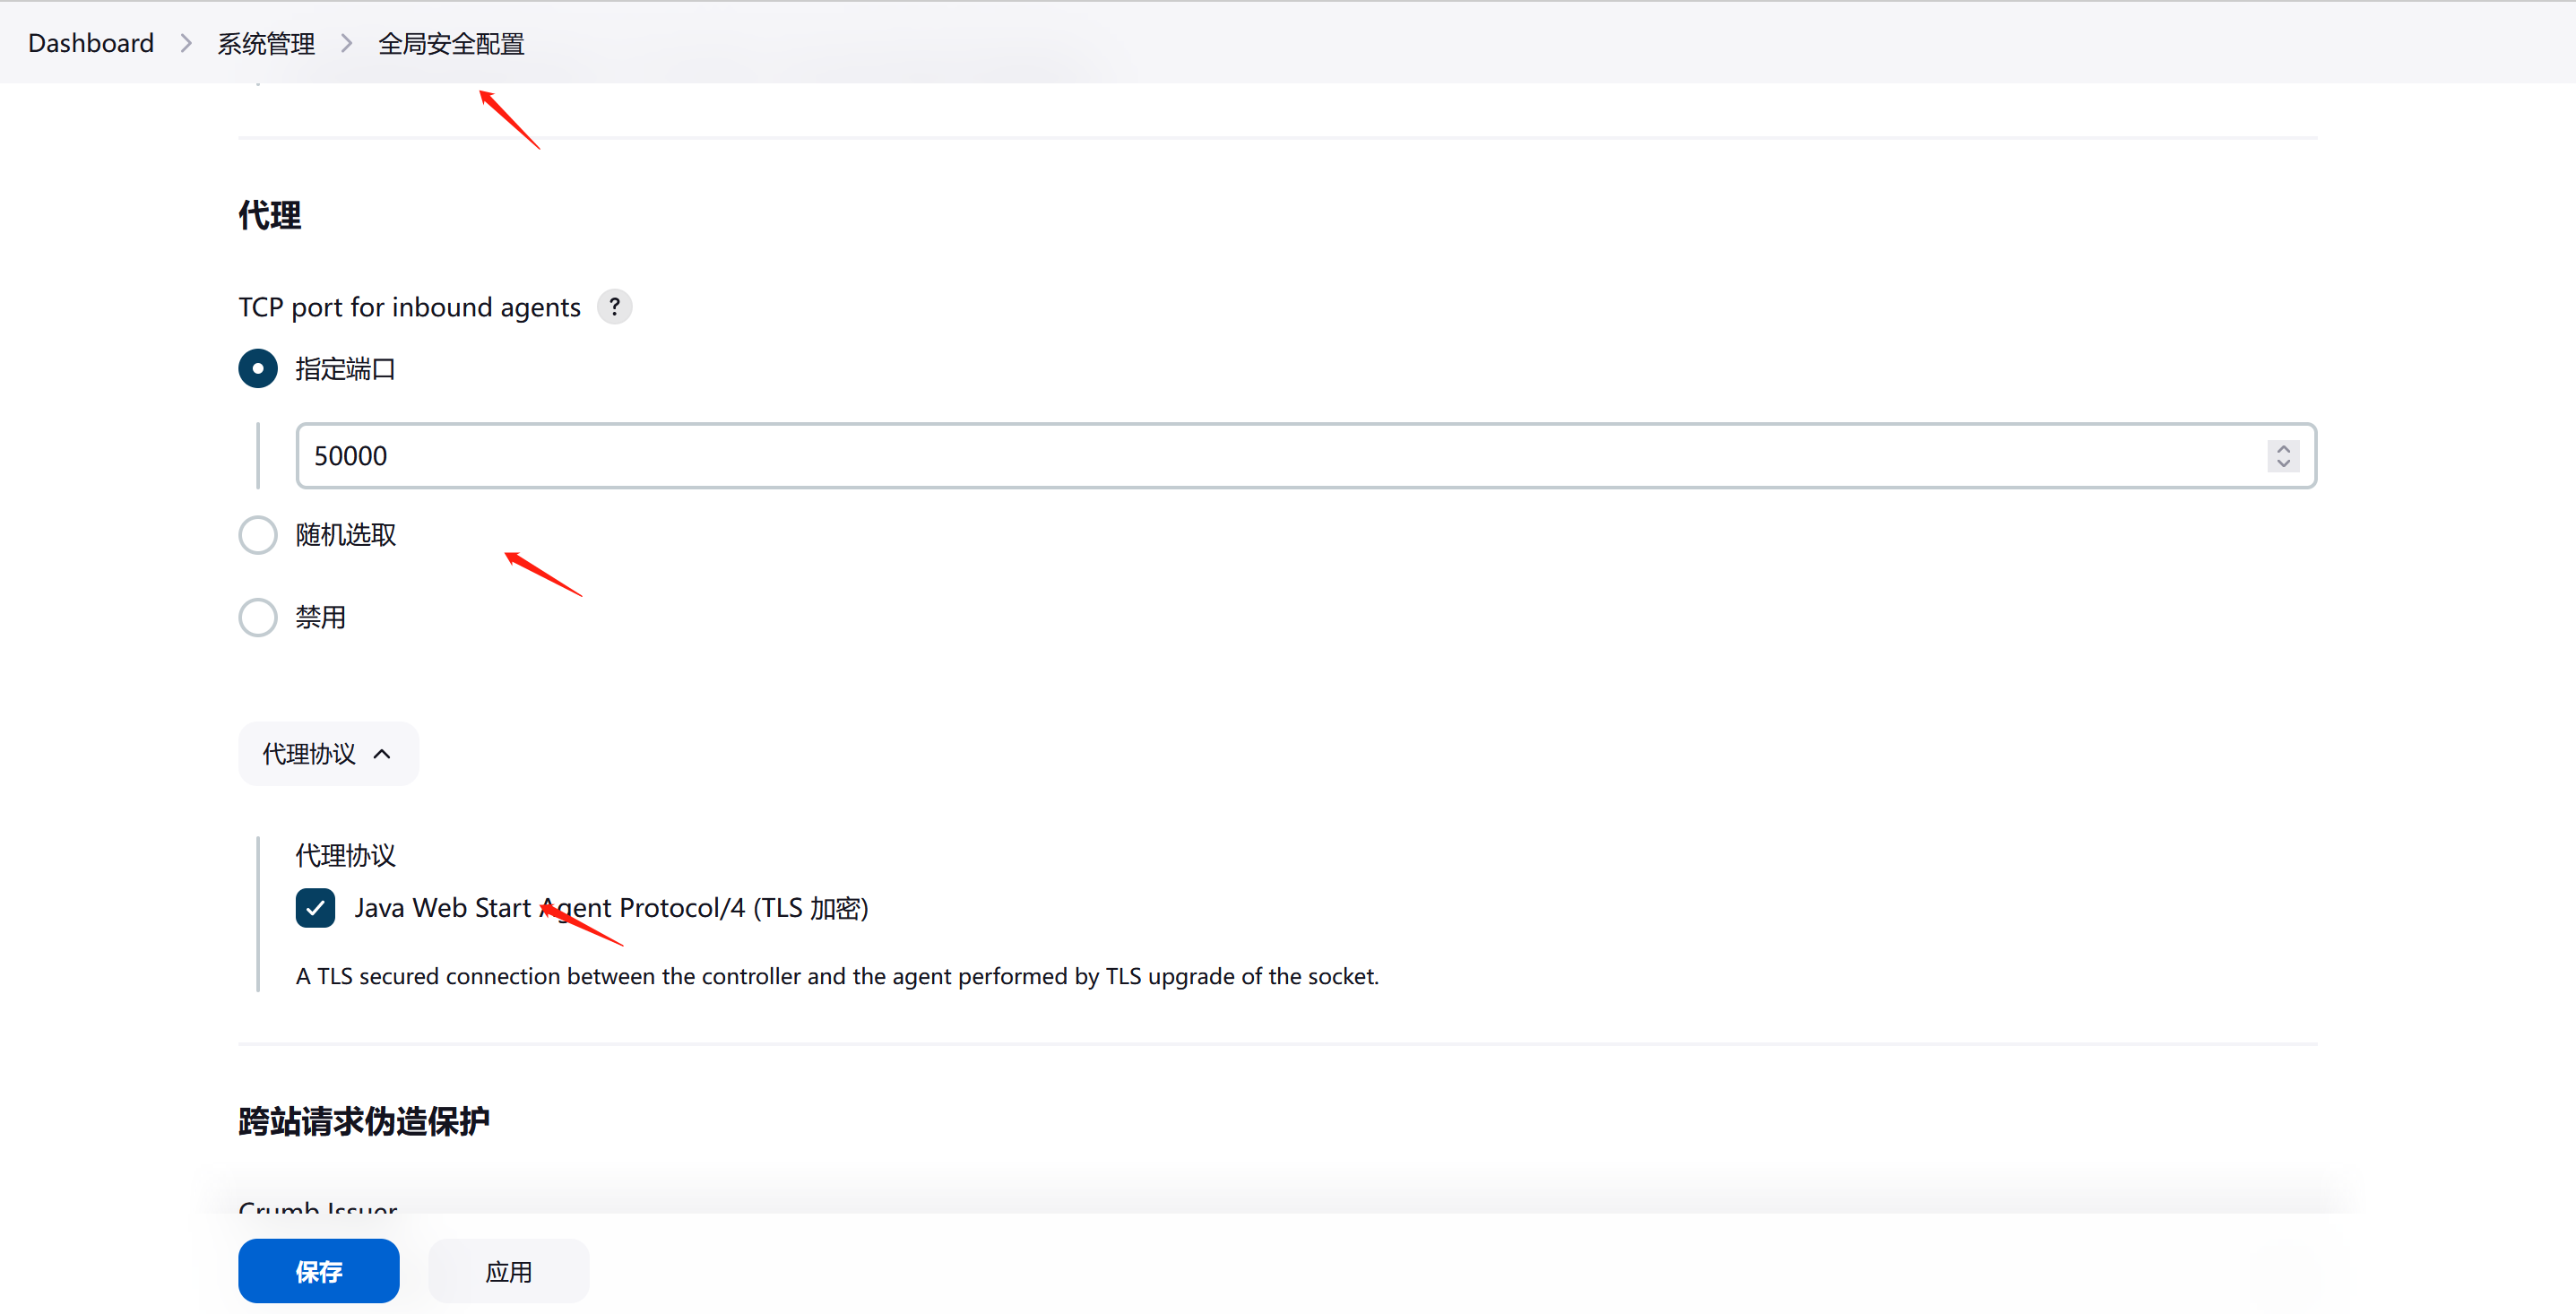 Dashboard 系统管理 全局安全配置
代理
TCP port for inbound agents ?
指定端口
50000
随机选取
禁用
代理协议
代理协议
Java Web Start Agent Protocol/4 (TLS 加密)
A TLS secured connection between the controller and the agent performed by TLS upgrade of the socket.
跨站请求伪造保护
Crumb Issuer
保存 应用